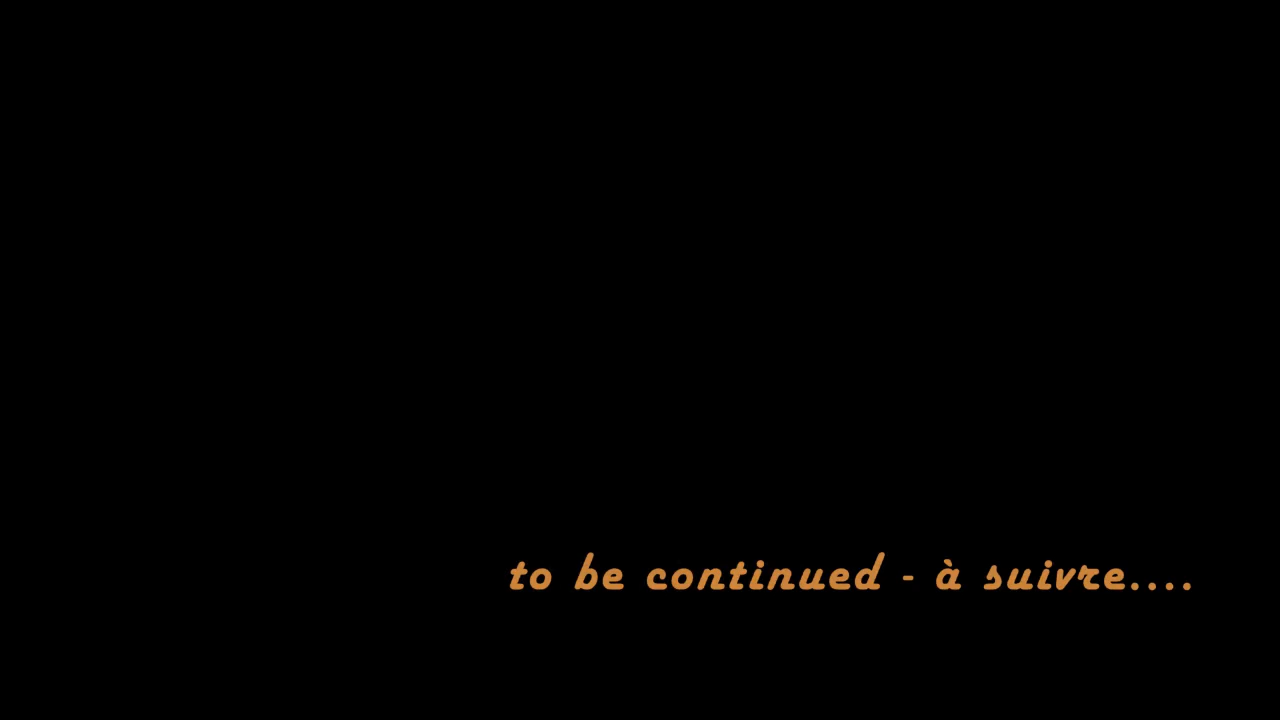 to be continued - à suivre....